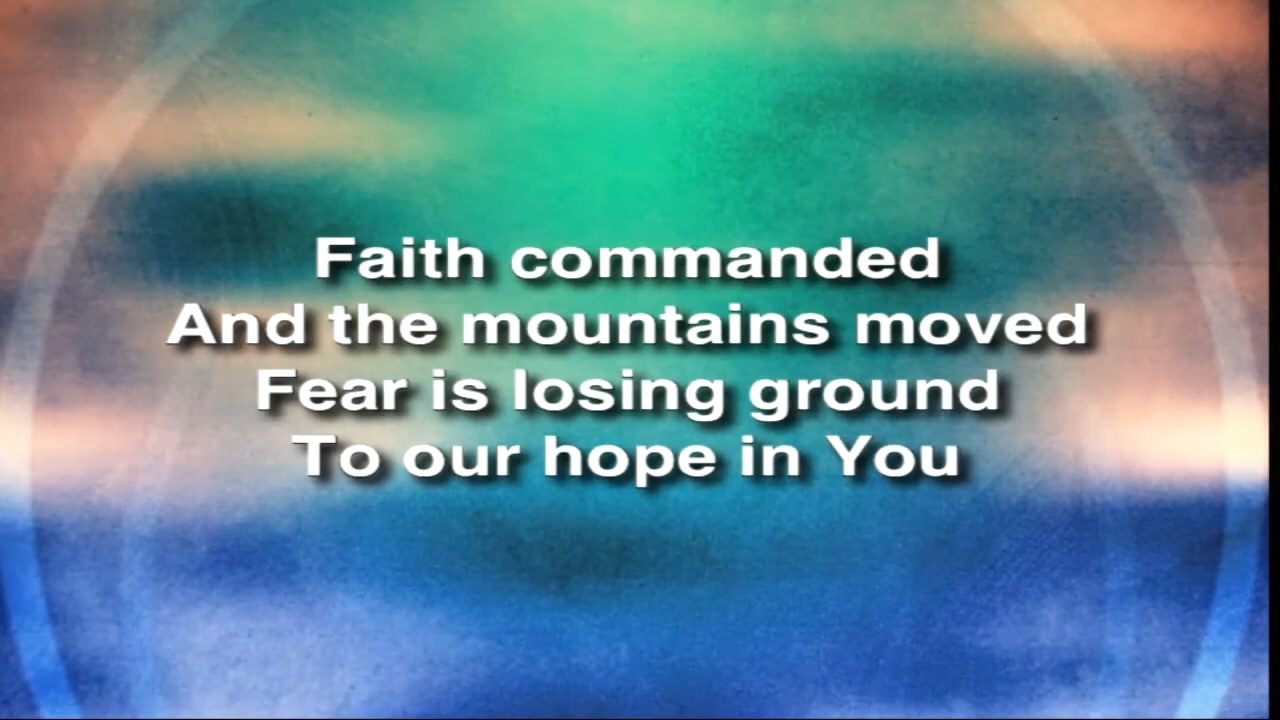 Faith commanded
And the mountains moved
Fear is losing ground
To our hope in You